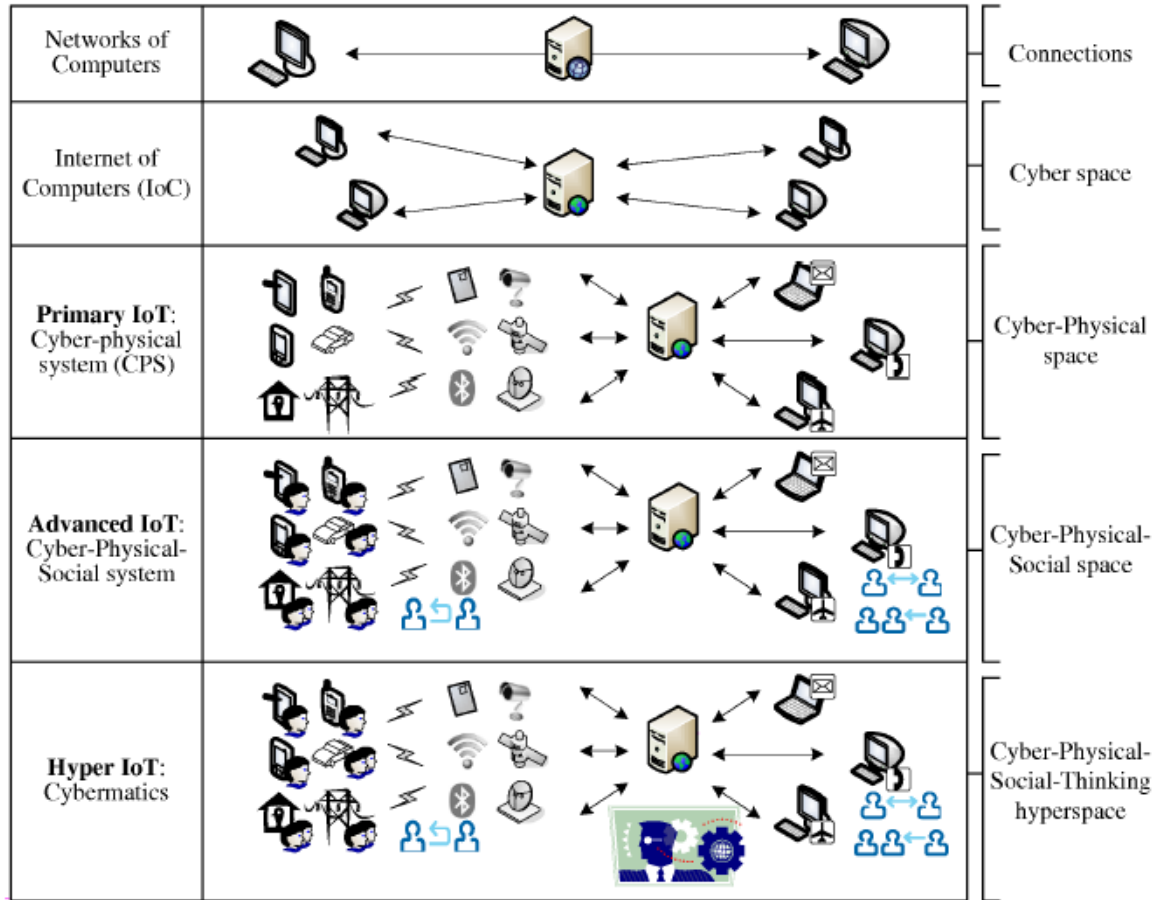 Networks of
Computers
Connections
Internet of
Computers (IoC)
Cyber space
Primary IoT:
Cyber-physical
system (CPS)
Cyber-Physical
space
Advanced IoT:
Cyber-Physical-
Social system
Cyber-Physical-
Social space
Hyper IoT:
Cybermatics
Cyber-Physical-
Social-Thinking
hyperspace